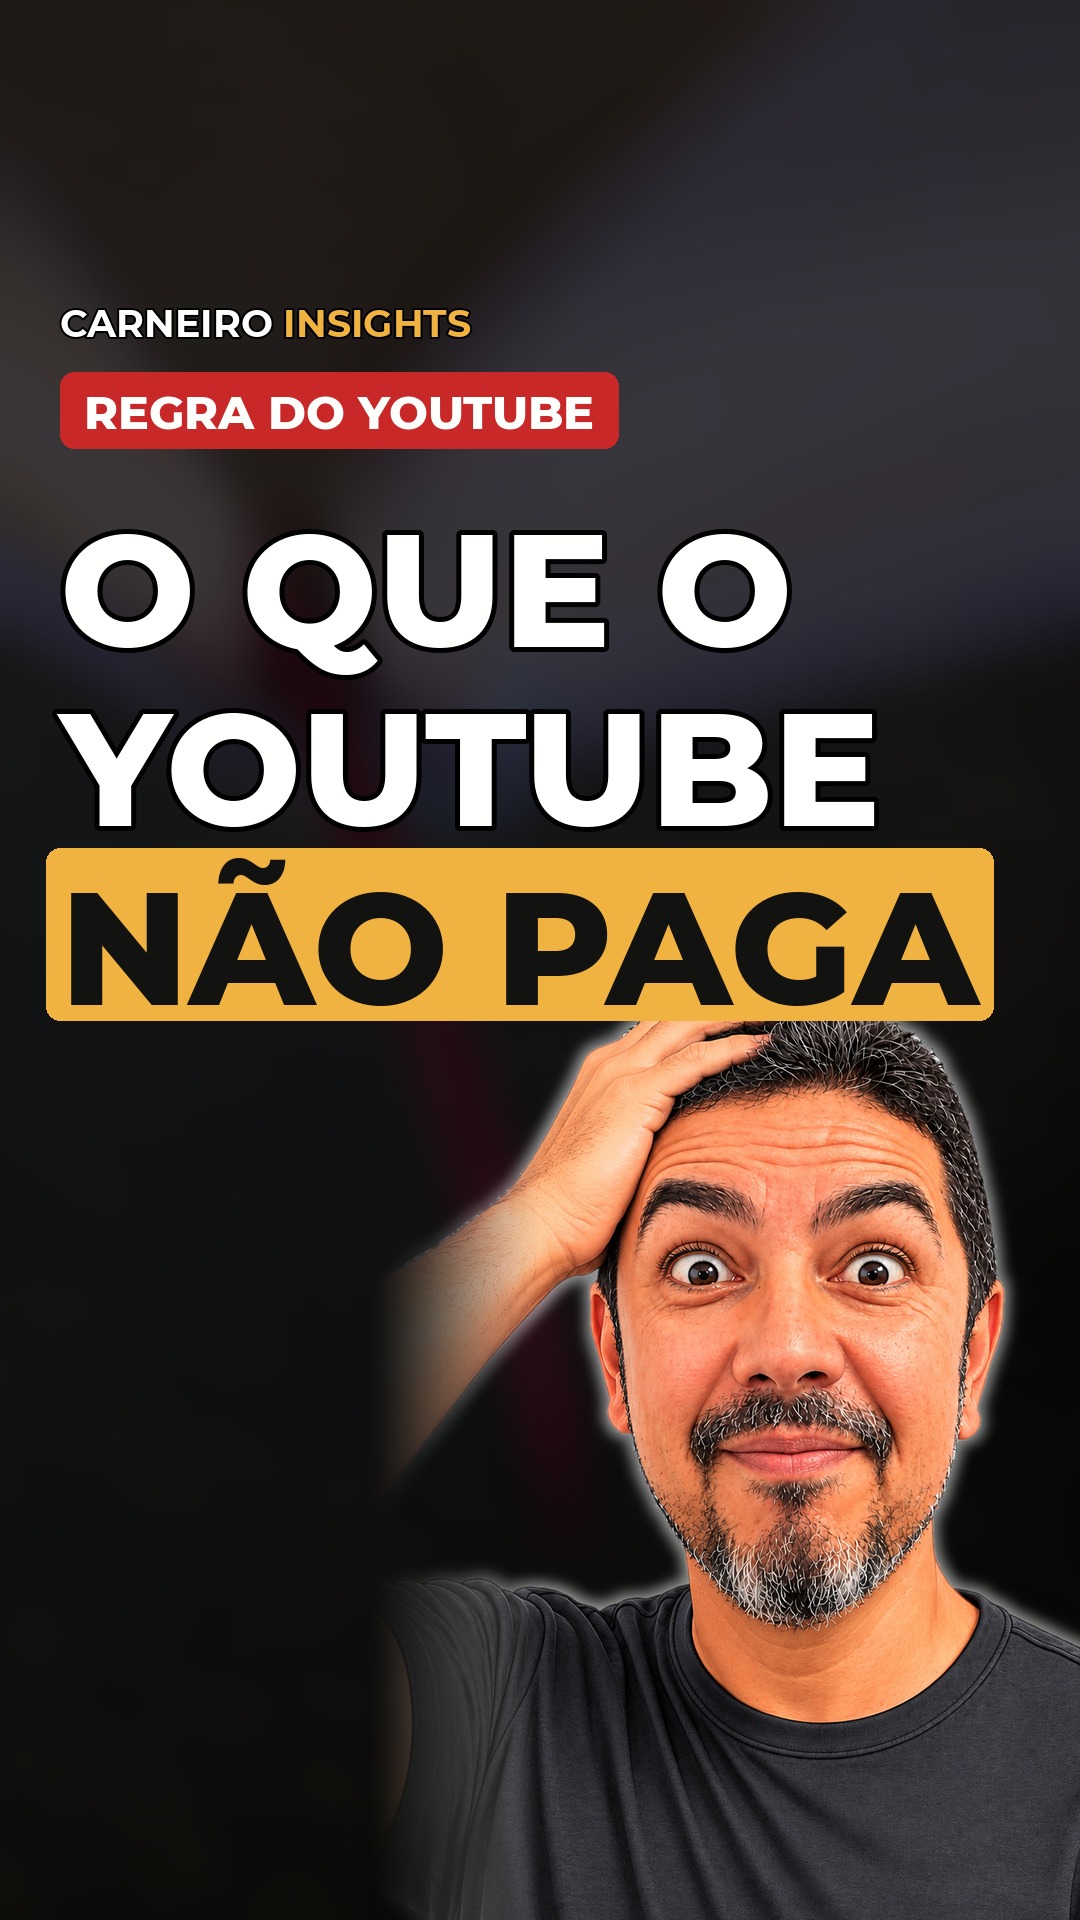 CARNEIRO INSIGHTS
REGRA DO YOUTUBE
O QUE O
YOUTUBE
NÃO PAGA